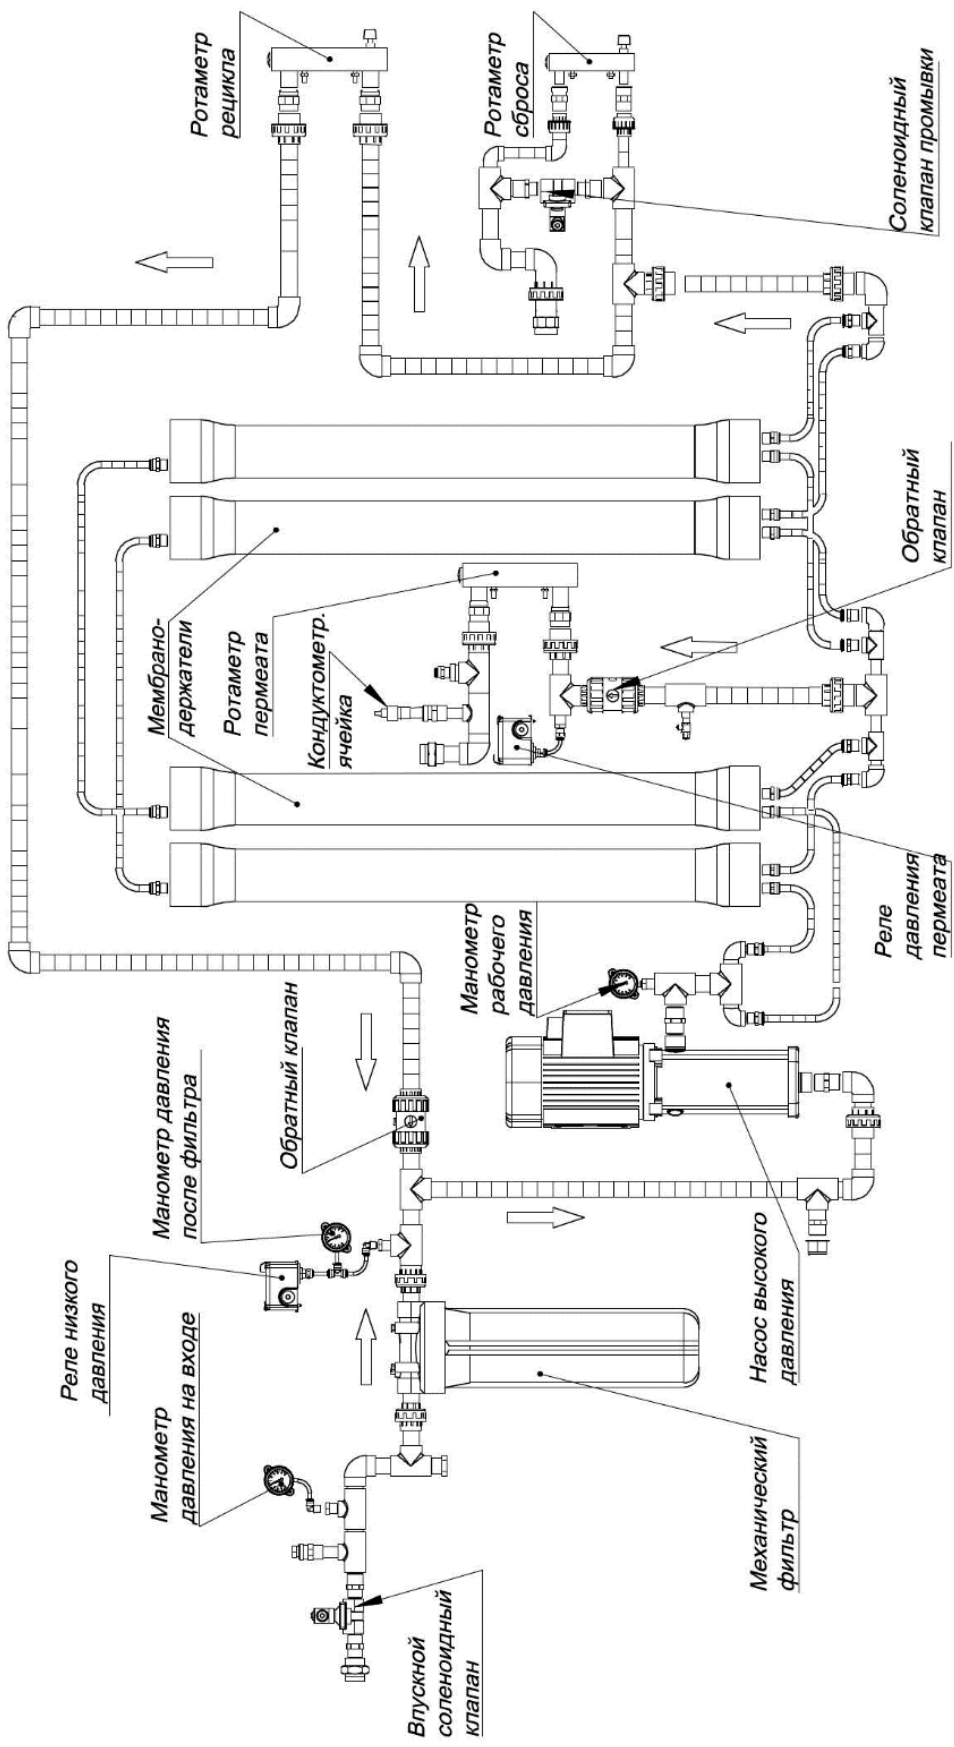 Впускной
соленоидный
клапан
Манометр
давления на входе
Реле низкого
давления
Манометр давления
после фильтра
Обратный клапан
Механический
фильтр
Насос высокого
давления
Манометр
рабочего
давления
Реле
давления
пермеата
Мембрано-
держатели
Ротаметр
пермеата
Кондуктометр.
ячейка
Обратный
клапан
Ротаметр
рецикла
Ротаметр
сброса
Соленоидный
клапан промывки